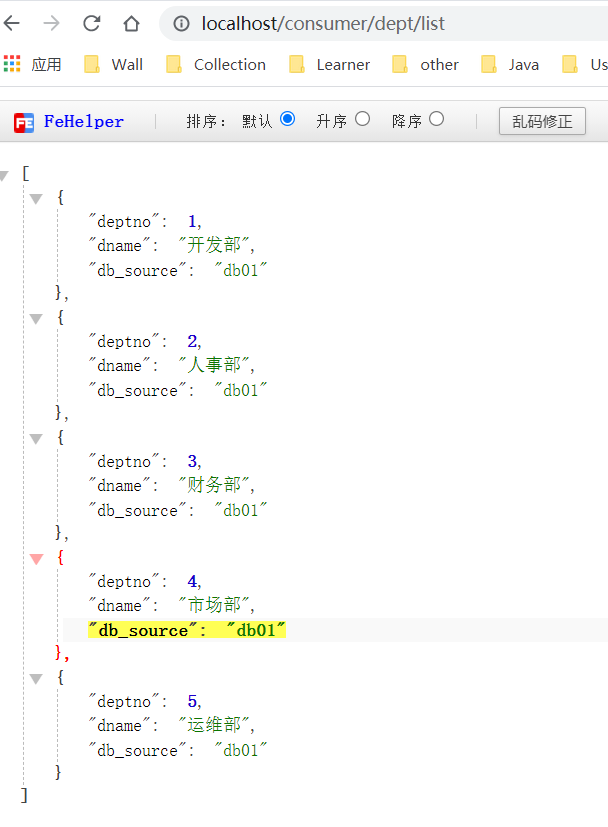 localhost/consumer/dept/list
应用 Wall Collection Learner other Java Us
FE FeHelper 排序： 默认 升序 降序 乱码修正
[
{
"deptno": 1,
"dname": "开发部",
"db_source": "db01"
},
{
"deptno": 2,
"dname": "人事部",
"db_source": "db01"
},
{
"deptno": 3,
"dname": "财务部",
"db_source": "db01"
},
{
"deptno": 4,
"dname": "市场部",
"db_source": "db01"
},
{
"deptno": 5,
"dname": "运维部",
"db_source": "db01"
}
]